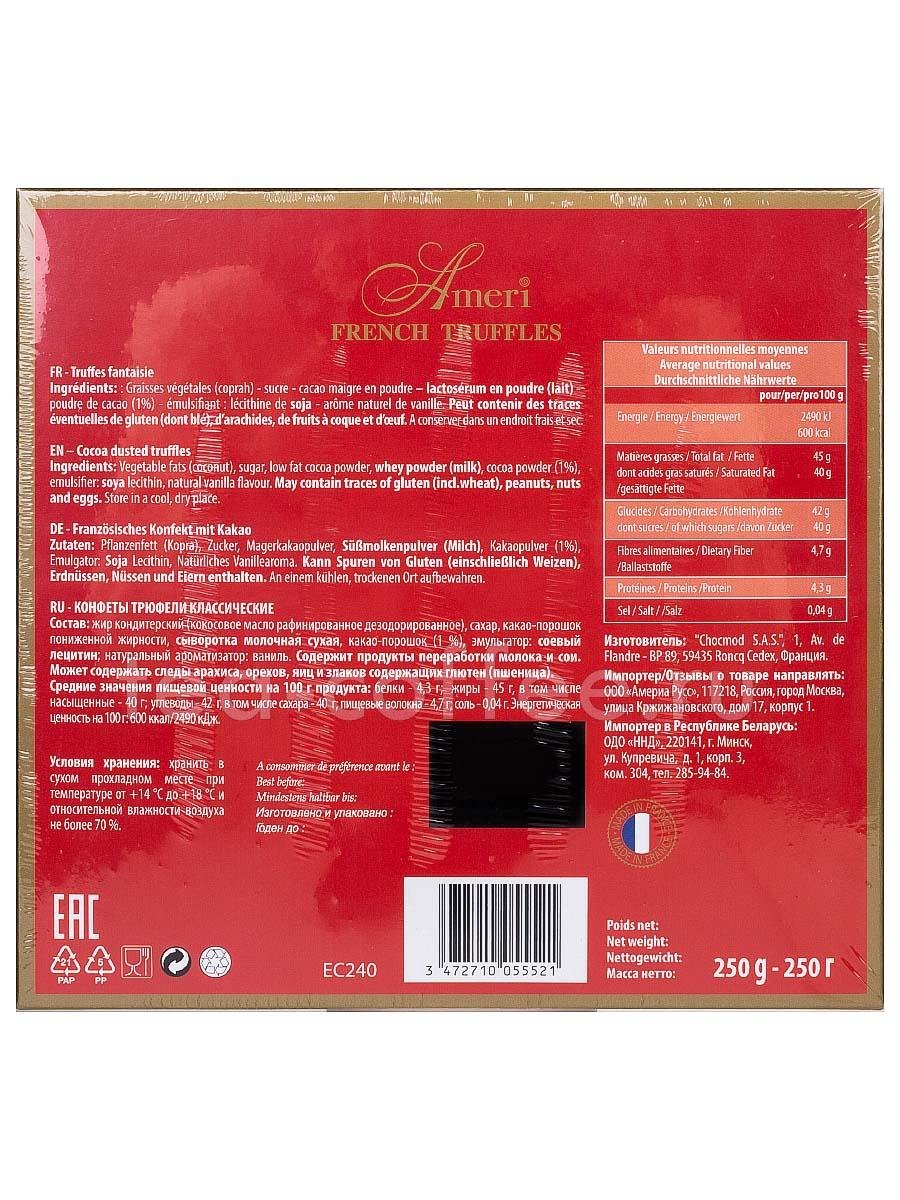 Ameri
FRENCH TRUFFLES
FR - Truffes fantaisie
Ingrédients: : Graisses végétales (coprah) - sucre - cacao maigre en poudre – lactosérum en poudre (lait) –
poudre de cacao (1%) - émulsifiant : lécithine de soja - arôme naturel de vanille. Peut contenir des traces
éventuelles de gluten (dont blé), d'arachides, de fruits à coque et d'œuf. A conserver dans un endroit frais et sec.
EN – Cocoa dusted truffles
Ingredients: Vegetable fats (coconut), sugar, low fat cocoa powder, whey powder (milk), cocoa powder (1%),
emulsifier: soya lecithin, natural vanilla flavour. May contain traces of gluten (incl.wheat), peanuts, nuts
and eggs. Store in a cool, dry place.
DE - Französisches Konfekt mit Kakao
Zutaten: Pflanzenfett (Kopra), Zucker, Magerkakaopulver, Süßmolkenpulver (Milch), Kakaopulver (1%),
Emulgator: Soja Lecithin, Natürliches Vanillearoma. Kann Spuren von Gluten (einschließlich Weizen),
Erdnüssen, Nüssen und Eiern enthalten. An einem kühlen, trockenen Ort aufbewahren.
RU - КОНФЕТЫ ТРЮФЕЛИ КЛАССИЧЕСКИЕ
Состав: жир кондитерский (кокосовое масло рафинированное дезодорированное), сахар, какао-порошок
пониженной жирности, сыворотка молочная сухая, какао-порошок (1 %), эмульгатор: соевый
лецитин; натуральный ароматизатор: ваниль. Содержит продукты переработки молока и сои.
Может содержать следы арахиса, орехов, яиц и злаков содержащих глютен (пшеница).
Средние значения пищевой ценности на 100 г продукта: белки - 4,3 г, жиры - 45 г, в том числе
насыщенные - 40 г; углеводы - 42 г, в том числе сахара - 40 г, пищевые волокна - 4,7 г; соль - 0,04 г. Энергетическая
ценность на 100 г: 600 ккал/2490 кДж.
Условия хранения: хранить в
сухом прохладном месте при
температуре от +14 °С до +18 °С и
относительной влажности воздуха
не более 70 %.
A consommer de préférence avant le :
Best before:
Mindestens haltbar bis:
Изготовлено и упаковано :
Годен до :
Valeurs nutritionnelles moyennes
Average nutritional values
Durchschnittliche Nährwerte
pour/per/pro100 g
Energie / Energy / Energiewert 2490 kJ
600 kcal
Matières grasses / Total fat / Fette 45 g
dont acides gras saturés / Saturated Fat 40 g
/gesättigte Fette
Glucides / Carbohydrates /Kohlenhydrate 42 g
dont sucres / of which sugars /davon Zucker 40 g
Fibres alimentaires / Dietary Fiber 4,7 g
/Ballaststoffe
Protéines / Proteins /Protein 4,3 g
Sel / Salt / /Salz 0,04 g
Изготовитель: "Chocmod S.A.S." 1, Av. de
Flandre - BP 89, 59435 Roncq Cedex, Франция.
Импортер/Отзывы о товаре направлять:
ООО «Америа Русс», 117218, Россия, город Москва,
улица Кржижановского, дом 17, корпус 1.
Импортер в Республике Беларусь:
ОДО «ННД», 220141, г. Минск,
ул. Купревича, д. 1, корп. 3,
ком. 304, тел. 285-94-84.
MADE IN FRANCE
MADE IN FRANCE
EAC
21
PAP
5
PP
EC240
3 472710 055521
Poids net:
Net weight:
Nettogewicht:
Масса нетто:
250 g - 250 г